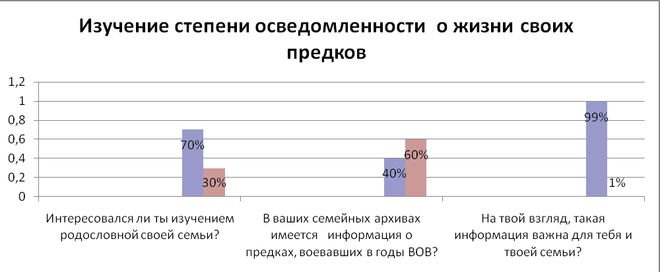 Изучение степени осведомленности о жизни своих
предков
1,2
1
0,8
0,6
0,4
0,2
0
70%
30%
40%
60%
99%
1%
Интересовался ли ты изучением
родословной своей семьи?
В ваших семейных архивах
имеется информация о
предках, воевавших в годы ВОВ?
На твой взгляд, такая
информация важна для тебя и
твоей семьи?